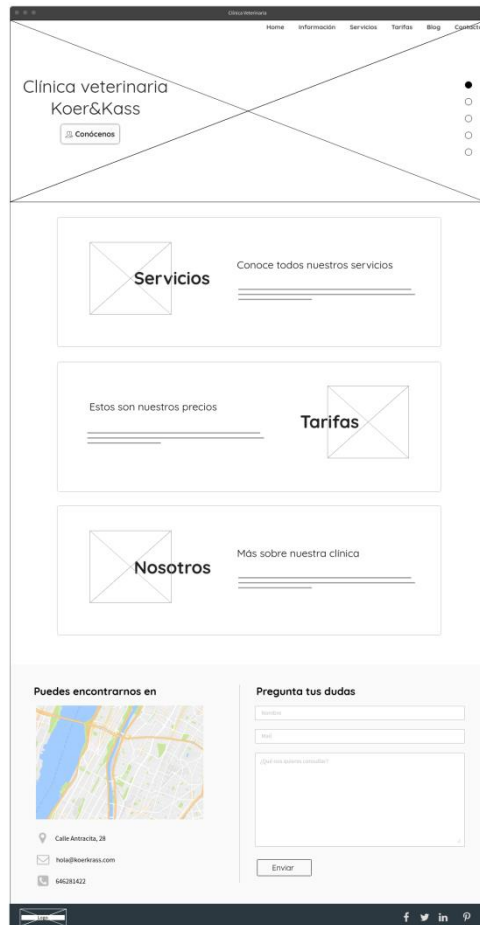 Clínica Veterinaria
Home Información Servicios Tarifas Blog Contacto
Clínica veterinaria
Koer&Kass
Conócenos
Servicios
Conoce todos nuestros servicios
Estos son nuestros precios
Tarifas
Nosotros
Más sobre nuestra clínica
Puedes encontrarnos en
Calle Antracita, 28
hola@koerkrass.com
646281422
Pregunta tus dudas
Nombre
Mail
¿Qué nos quieres consultar?
Enviar
Logo